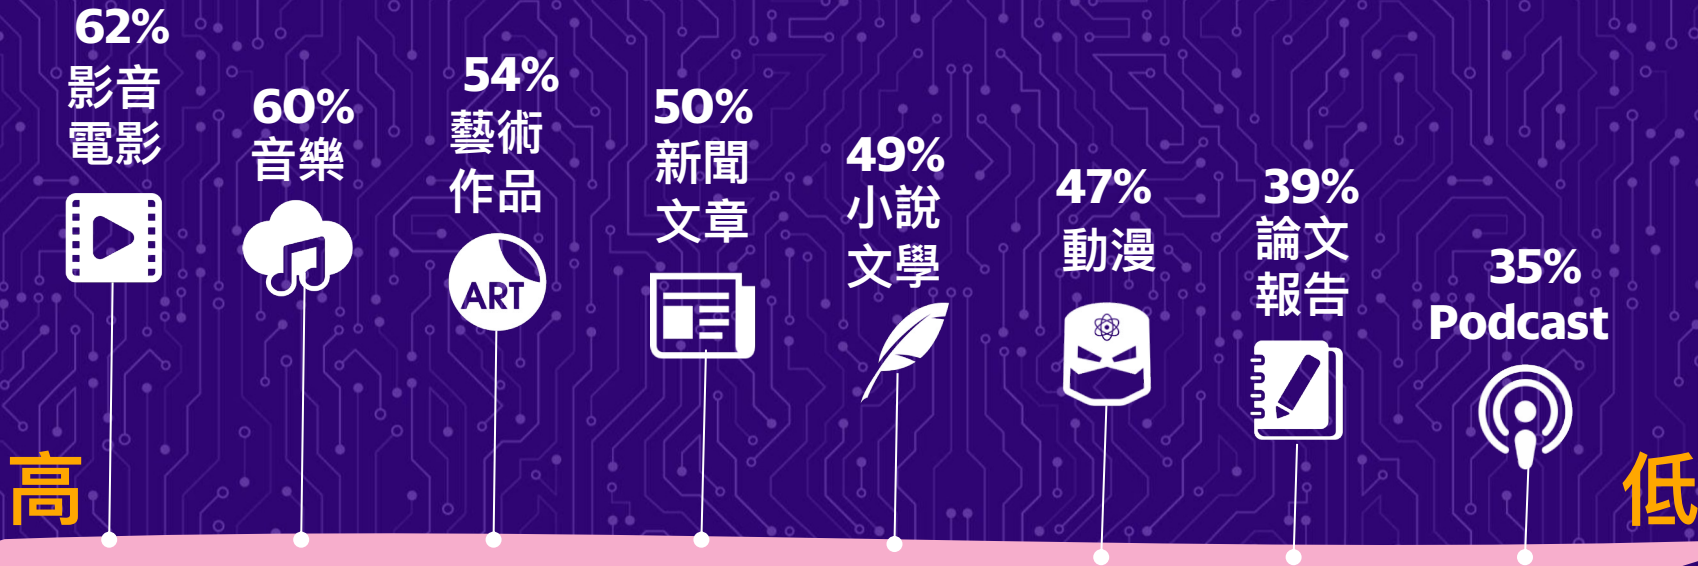 62%
影音
電影
60%
音樂
54%
藝術
作品
ART
50%
新聞
文章
49%
小說
文學
47%
動漫
39%
論文
報告
35%
Podcast
高
低